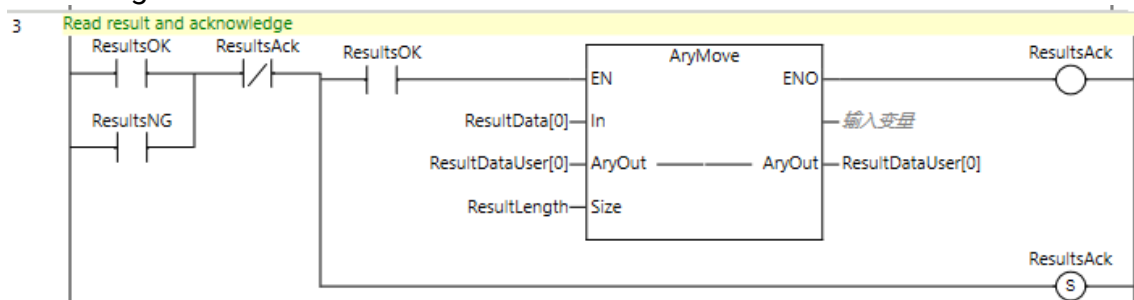 3 Read result and acknowledge
ResultsOK ResultsAck ResultsOK AryMove ResultsAck
EN ENO
ResultsNG ResultData[0] In 输入变量
ResultDataUser[0] AryOut AryOut ResultDataUser[0]
ResultLength Size
ResultsAck
S